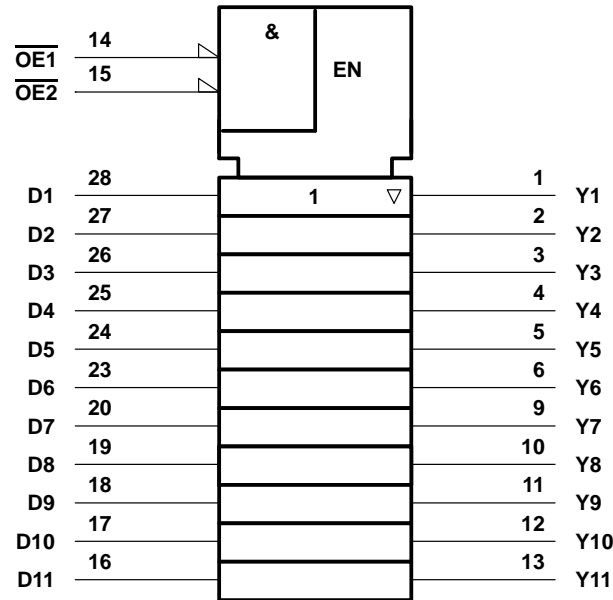 &
EN
O̅E̅1̅ 14
O̅E̅2̅ 15
D1 28 1 ▽ 1 Y1
D2 27 2 Y2
D3 26 3 Y3
D4 25 4 Y4
D5 24 5 Y5
D6 23 6 Y6
D7 20 9 Y7
D8 19 10 Y8
D9 18 11 Y9
D10 17 12 Y10
D11 16 13 Y11